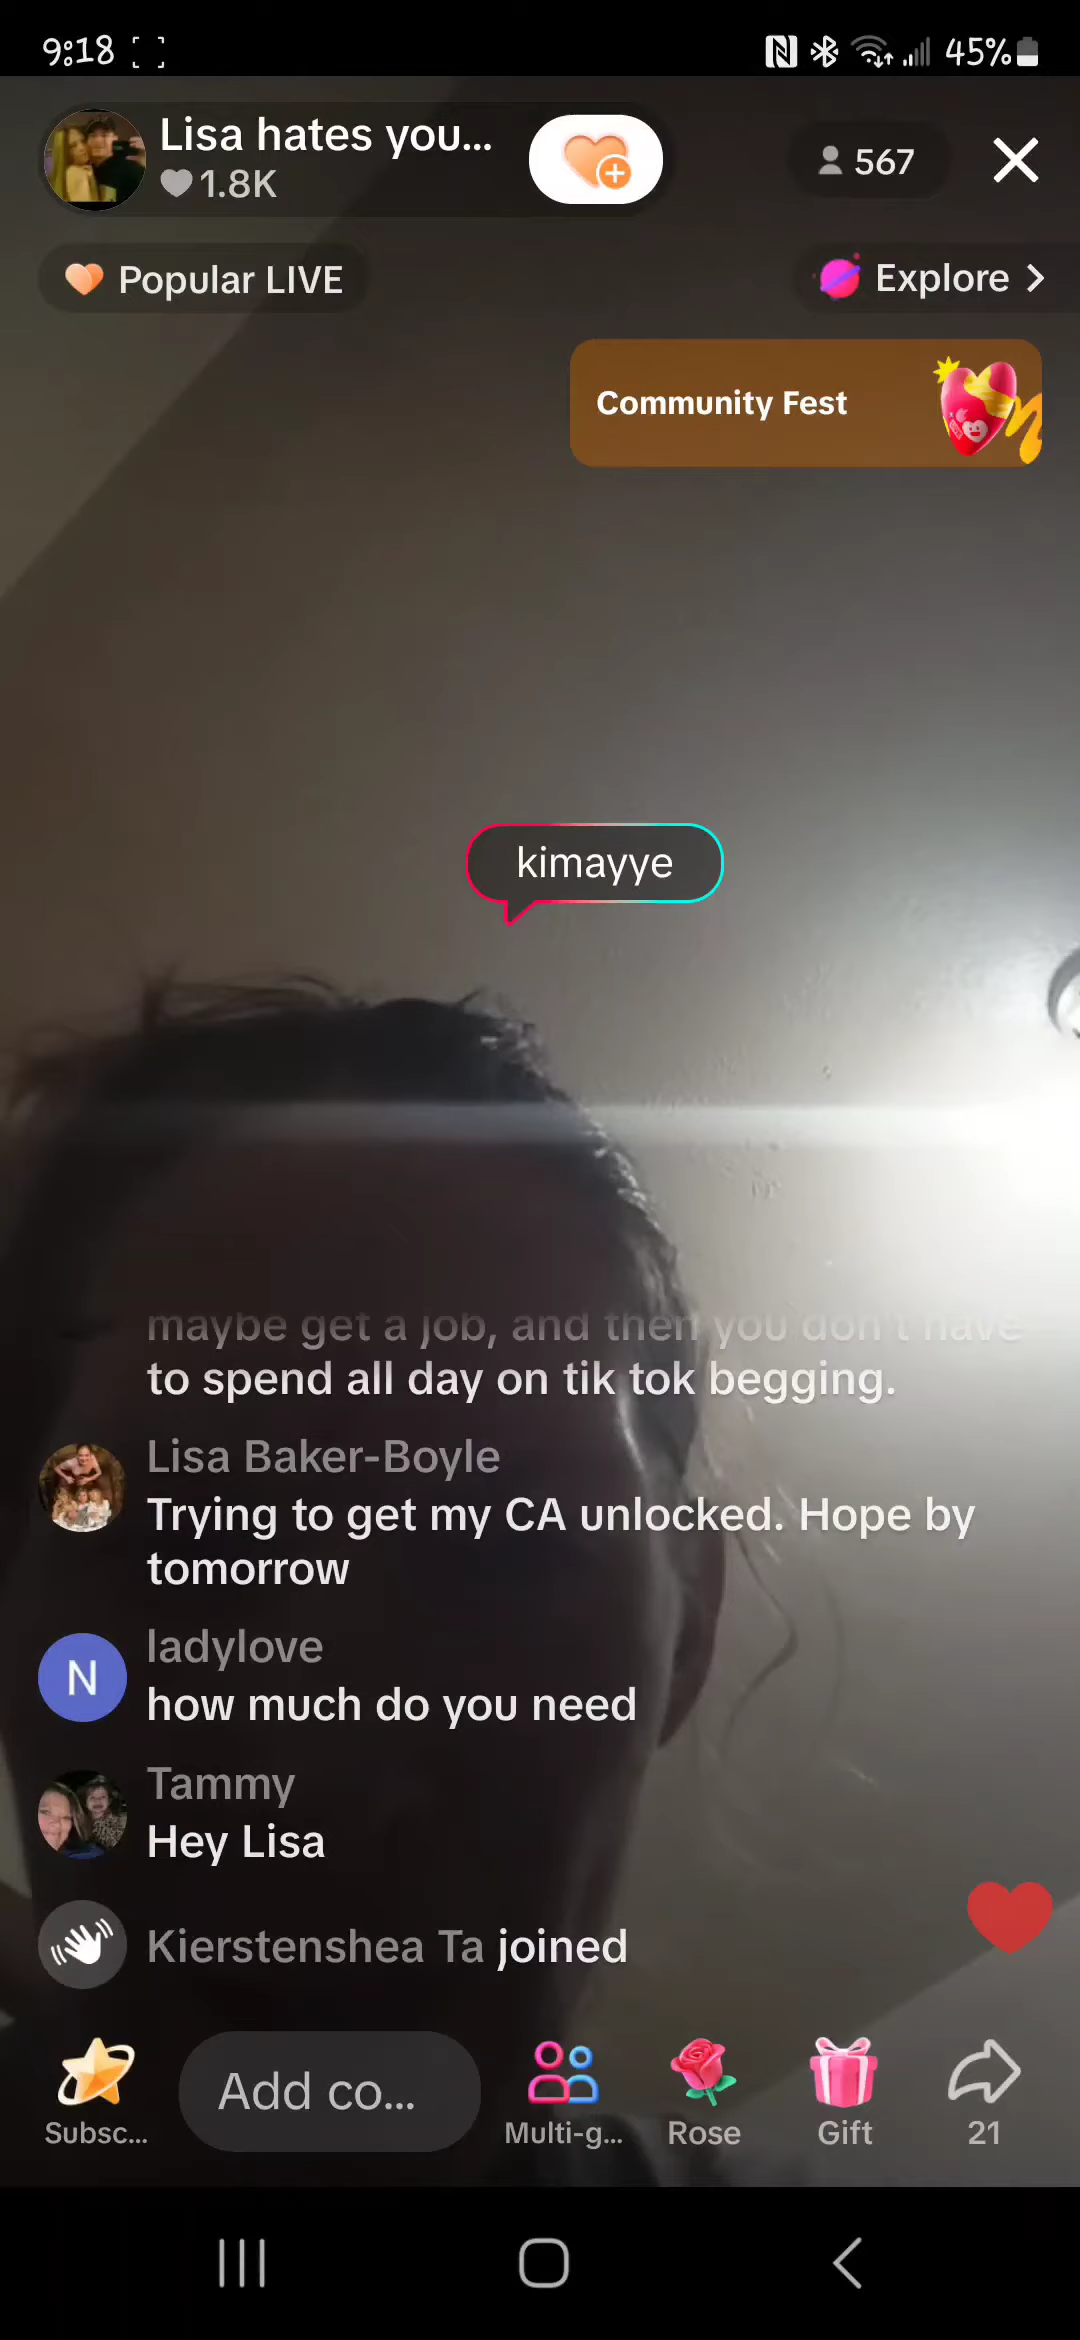 9:18
45%
Lisa hates you...
1.8K
567
Popular LIVE
Explore
Community Fest
kimayye
maybe get a job, and then you don't have
to spend all day on tik tok begging.
Lisa Baker-Boyle
Trying to get my CA unlocked. Hope by
tomorrow
N
ladylove
how much do you need
Tammy
Hey Lisa
Kierstenshea Ta joined
Add co...
Subsc...
Multi-g...
Rose
Gift
21